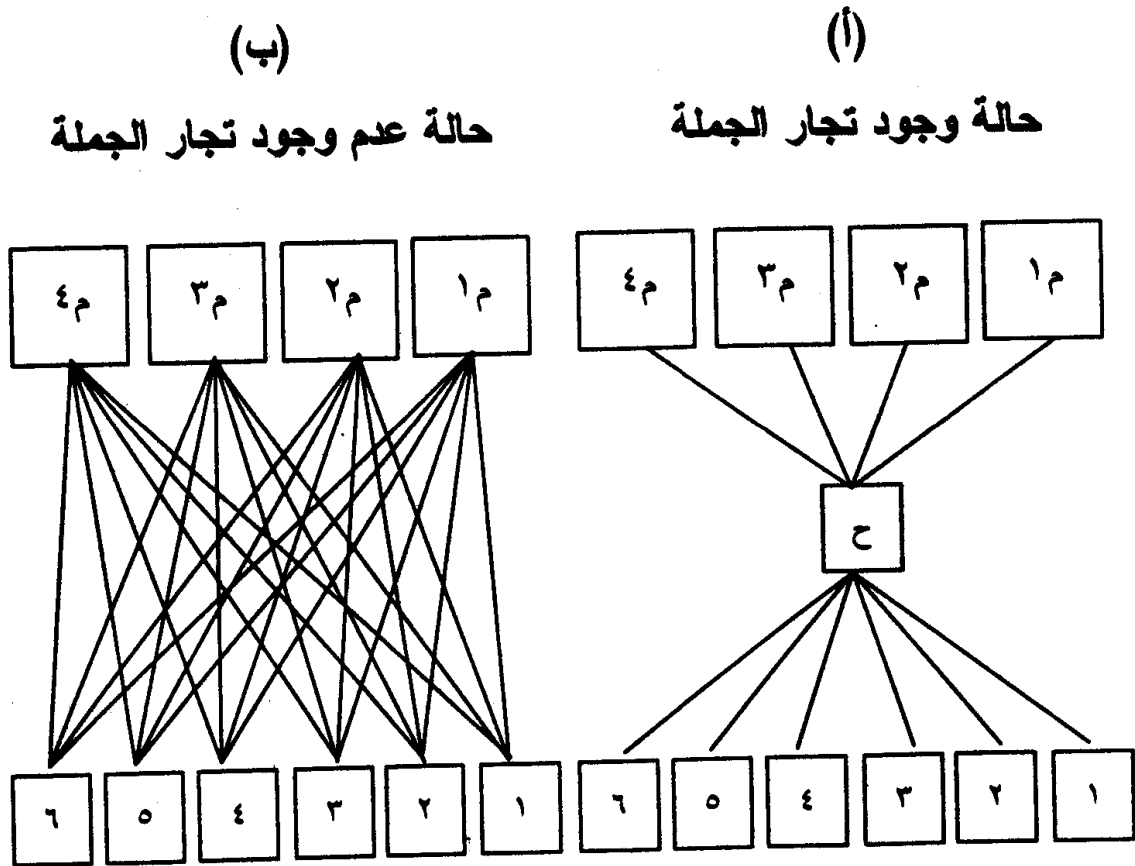 (أ)
حالة وجود تجار الجملة
م١ م٢ م٣ م٤
ح
١ ٢ ٣ ٤ ٥ ٦
(ب)
حالة عدم وجود تجار الجملة
م١ م٢ م٣ م٤
١ ٢ ٣ ٤ ٥ ٦